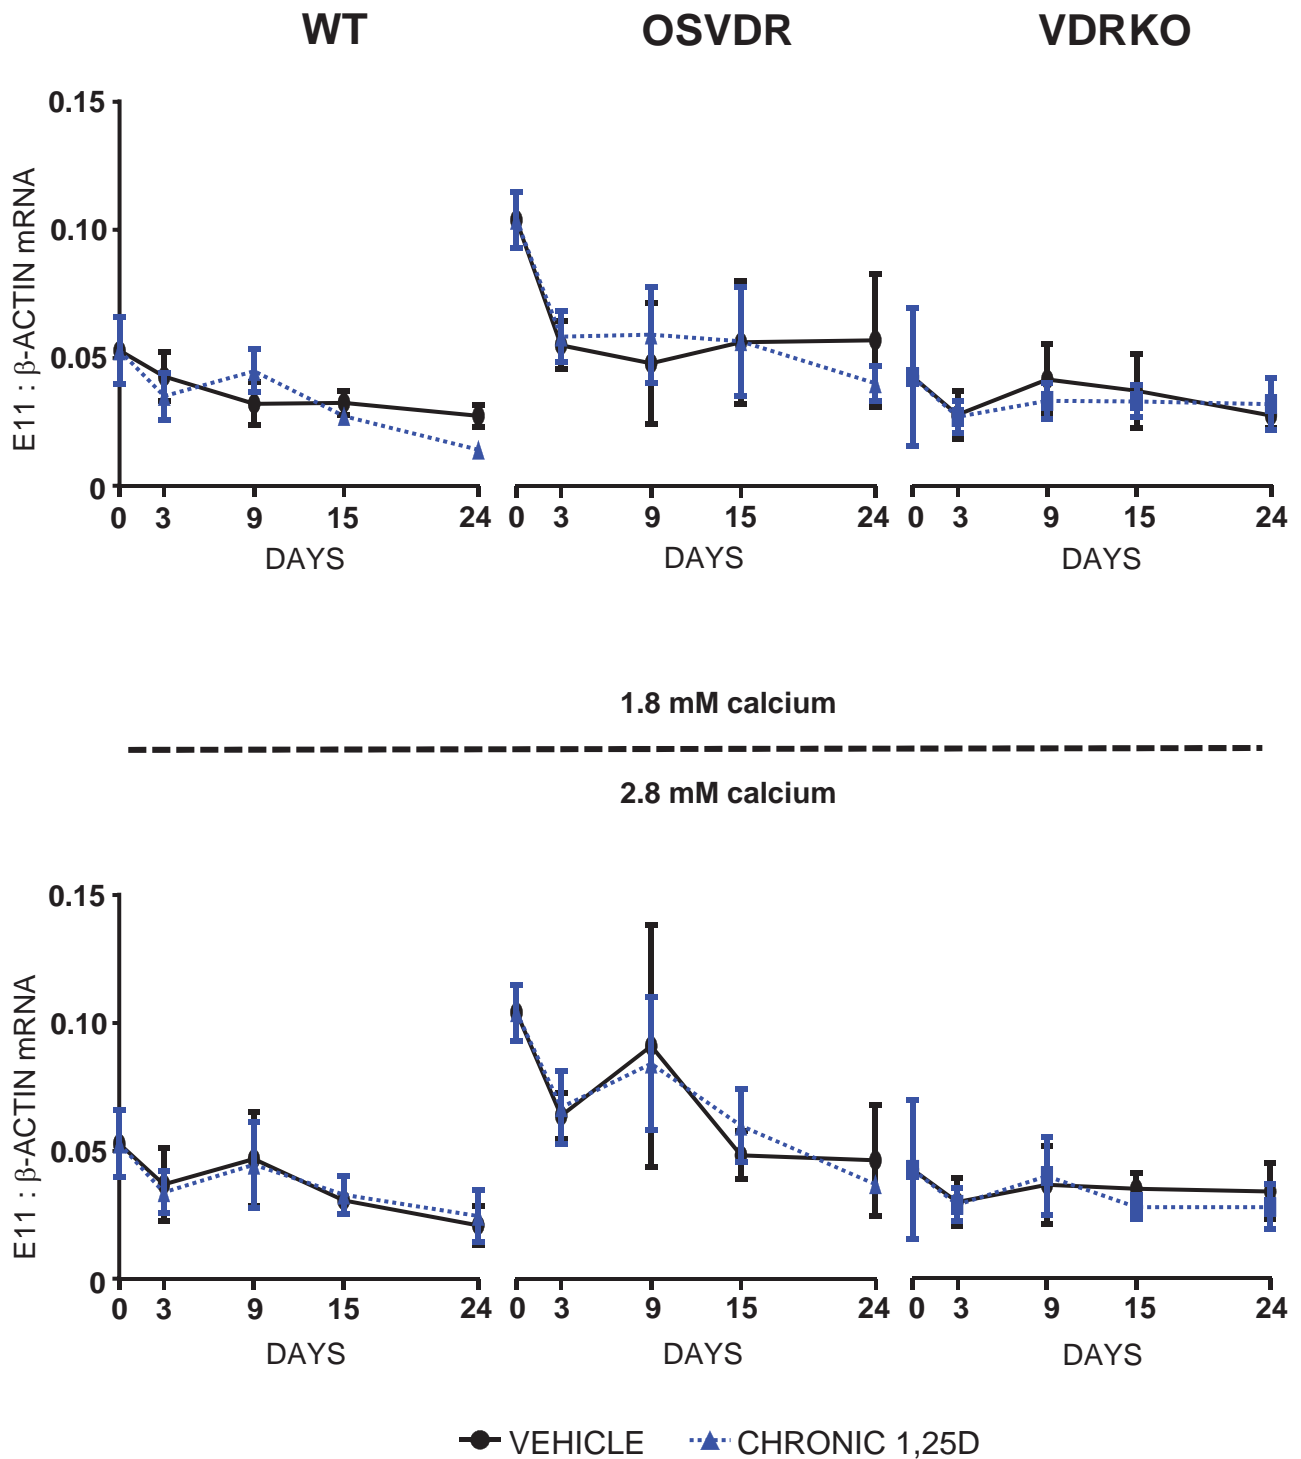 WT OSVDR VDRKO
E11 : β-ACTIN mRNA
0.15
0.10
0.05
0
0 3 9 15 24 0 3 9 15 24 0 3 9 15 24
DAYS DAYS DAYS
1.8 mM calcium
2.8 mM calcium
E11 : β-ACTIN mRNA
0.15
0.10
0.05
0
0 3 9 15 24 0 3 9 15 24 0 3 9 15 24
DAYS DAYS DAYS
VEHICLE CHRONIC 1,25D